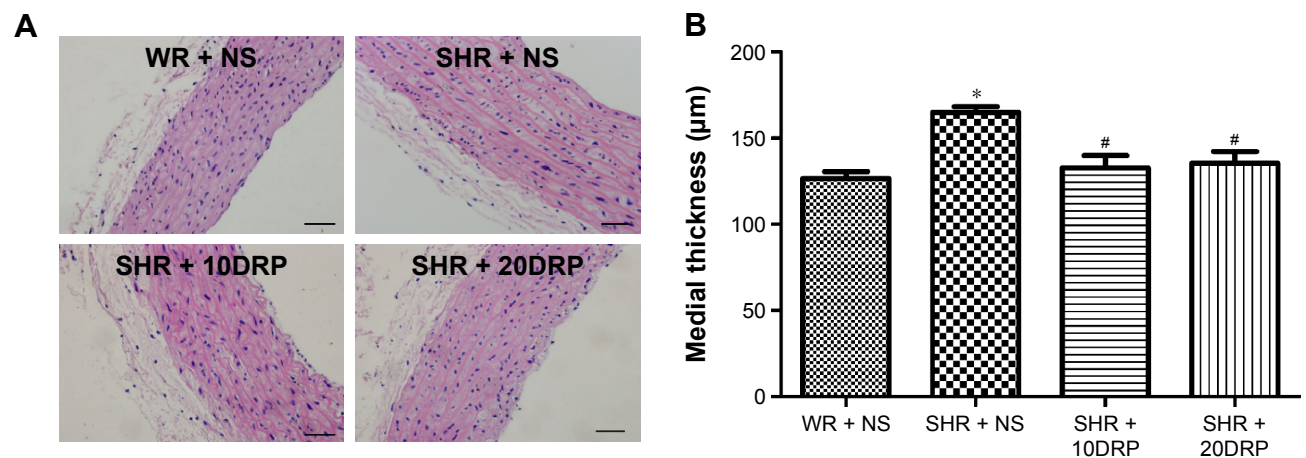 A
WR + NS
SHR + NS
SHR + 10DRP
SHR + 20DRP
B
Medial thickness (µm)
200
150
100
50
0
*
#
#
WR + NS
SHR + NS
SHR +
10DRP
SHR +
20DRP